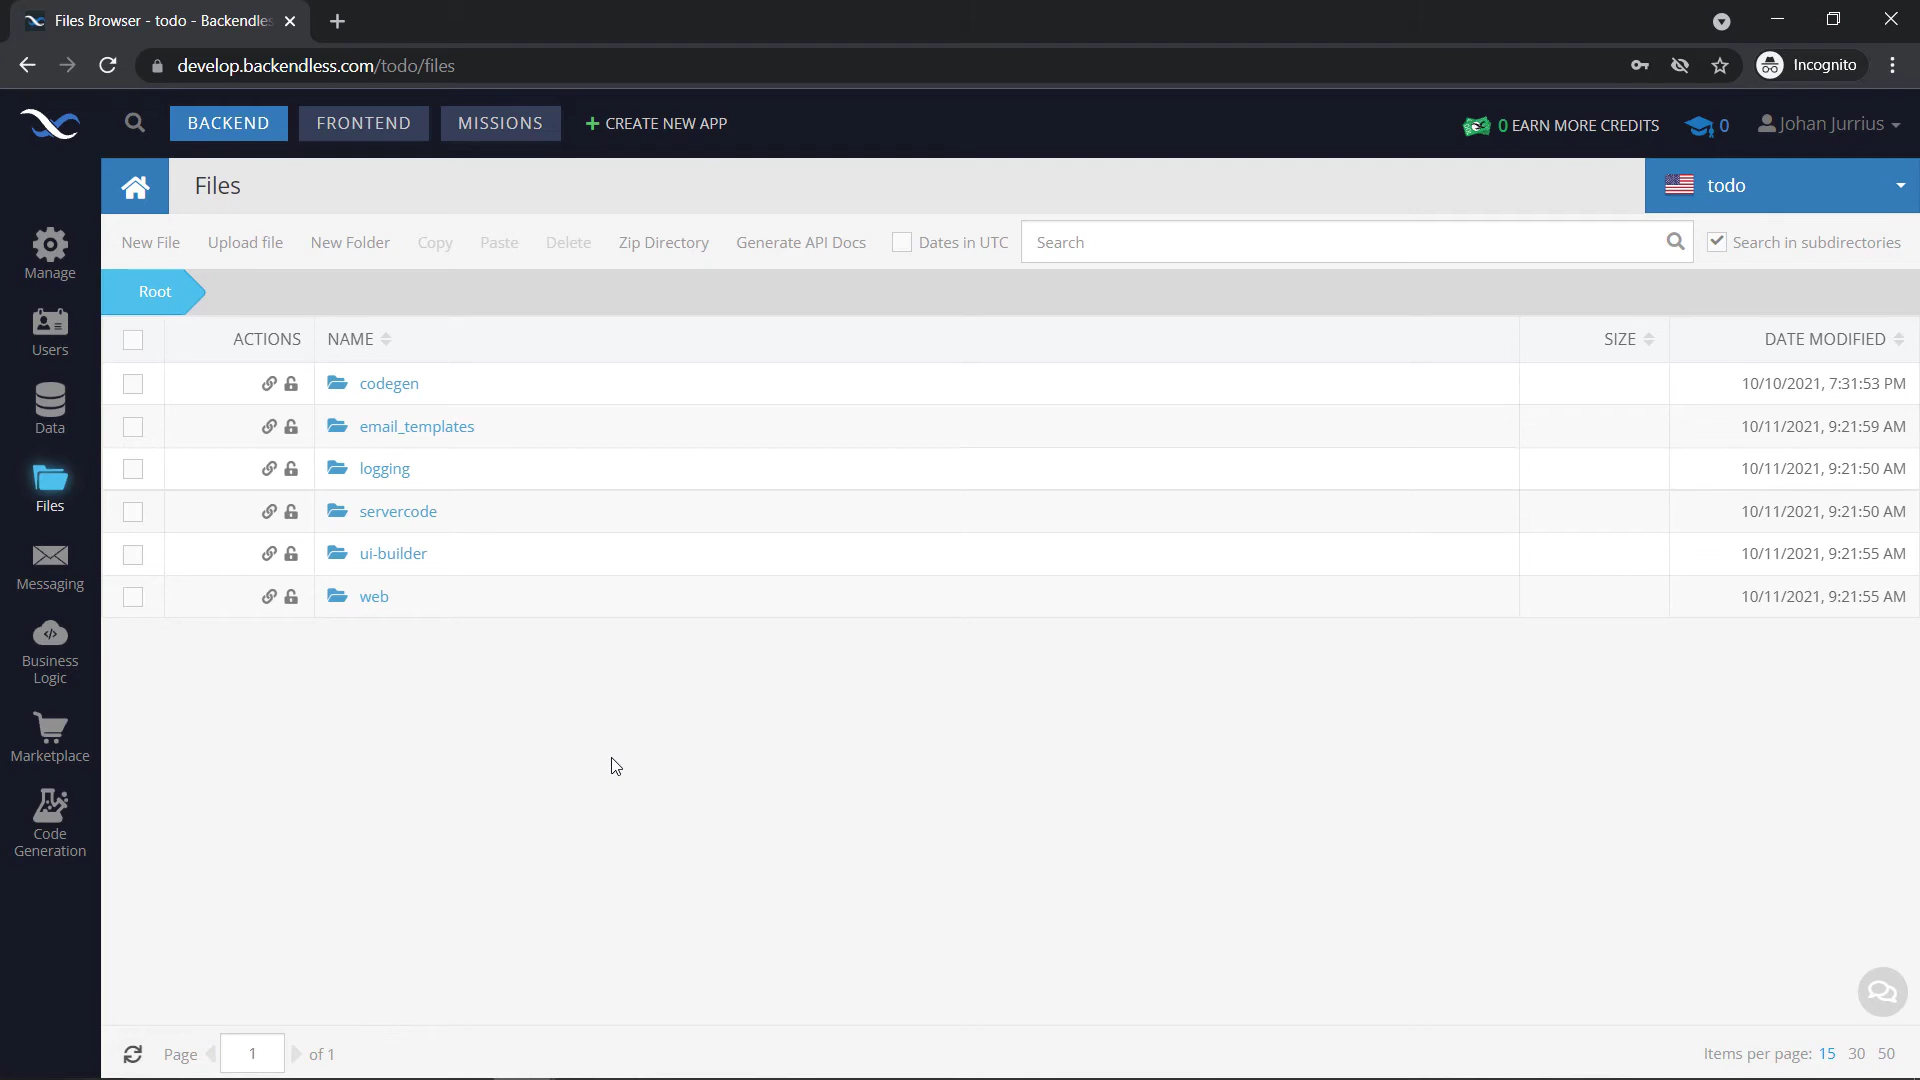 Files Browser - todo - Backendles
develop.backendless.com/todo/files
Incognito
BACKEND
FRONTEND
MISSIONS
+ CREATE NEW APP
0 EARN MORE CREDITS
0
Johan Jurrius
Files
todo
New File
Upload file
New Folder
Copy
Paste
Delete
Zip Directory
Generate API Docs
Dates in UTC
Search
Search in subdirectories
Root
ACTIONS
NAME
SIZE
DATE MODIFIED
codegen
10/10/2021, 7:31:53 PM
email_templates
10/11/2021, 9:21:59 AM
logging
10/11/2021, 9:21:50 AM
servercode
10/11/2021, 9:21:50 AM
ui-builder
10/11/2021, 9:21:55 AM
web
10/11/2021, 9:21:55 AM
Manage
Users
Data
Files
Messaging
Business
Logic
Marketplace
Code
Generation
Page 1 of 1
Items per page: 15 30 50